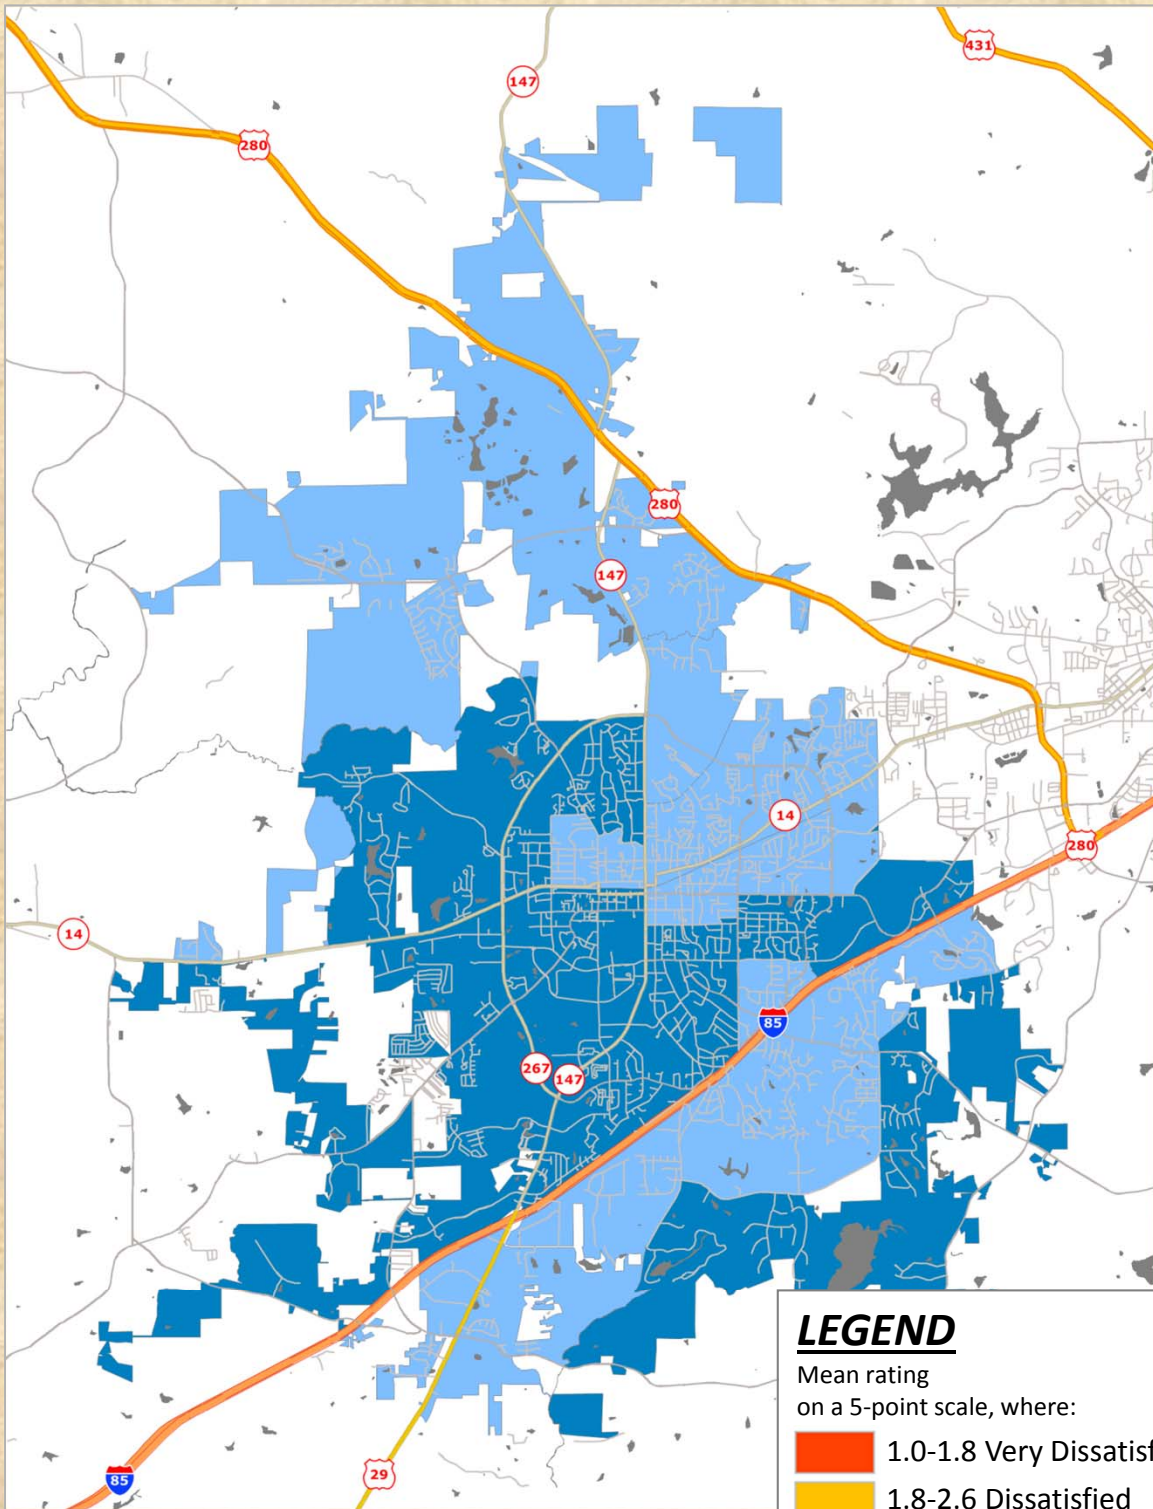 431
147
280
280
147
14
280
14
85
267
147
LEGEND
Mean rating
on a 5-point scale, where:
1.0-1.8 Very Dissatisf
1.8-2.6 Dissatisfied
29
85